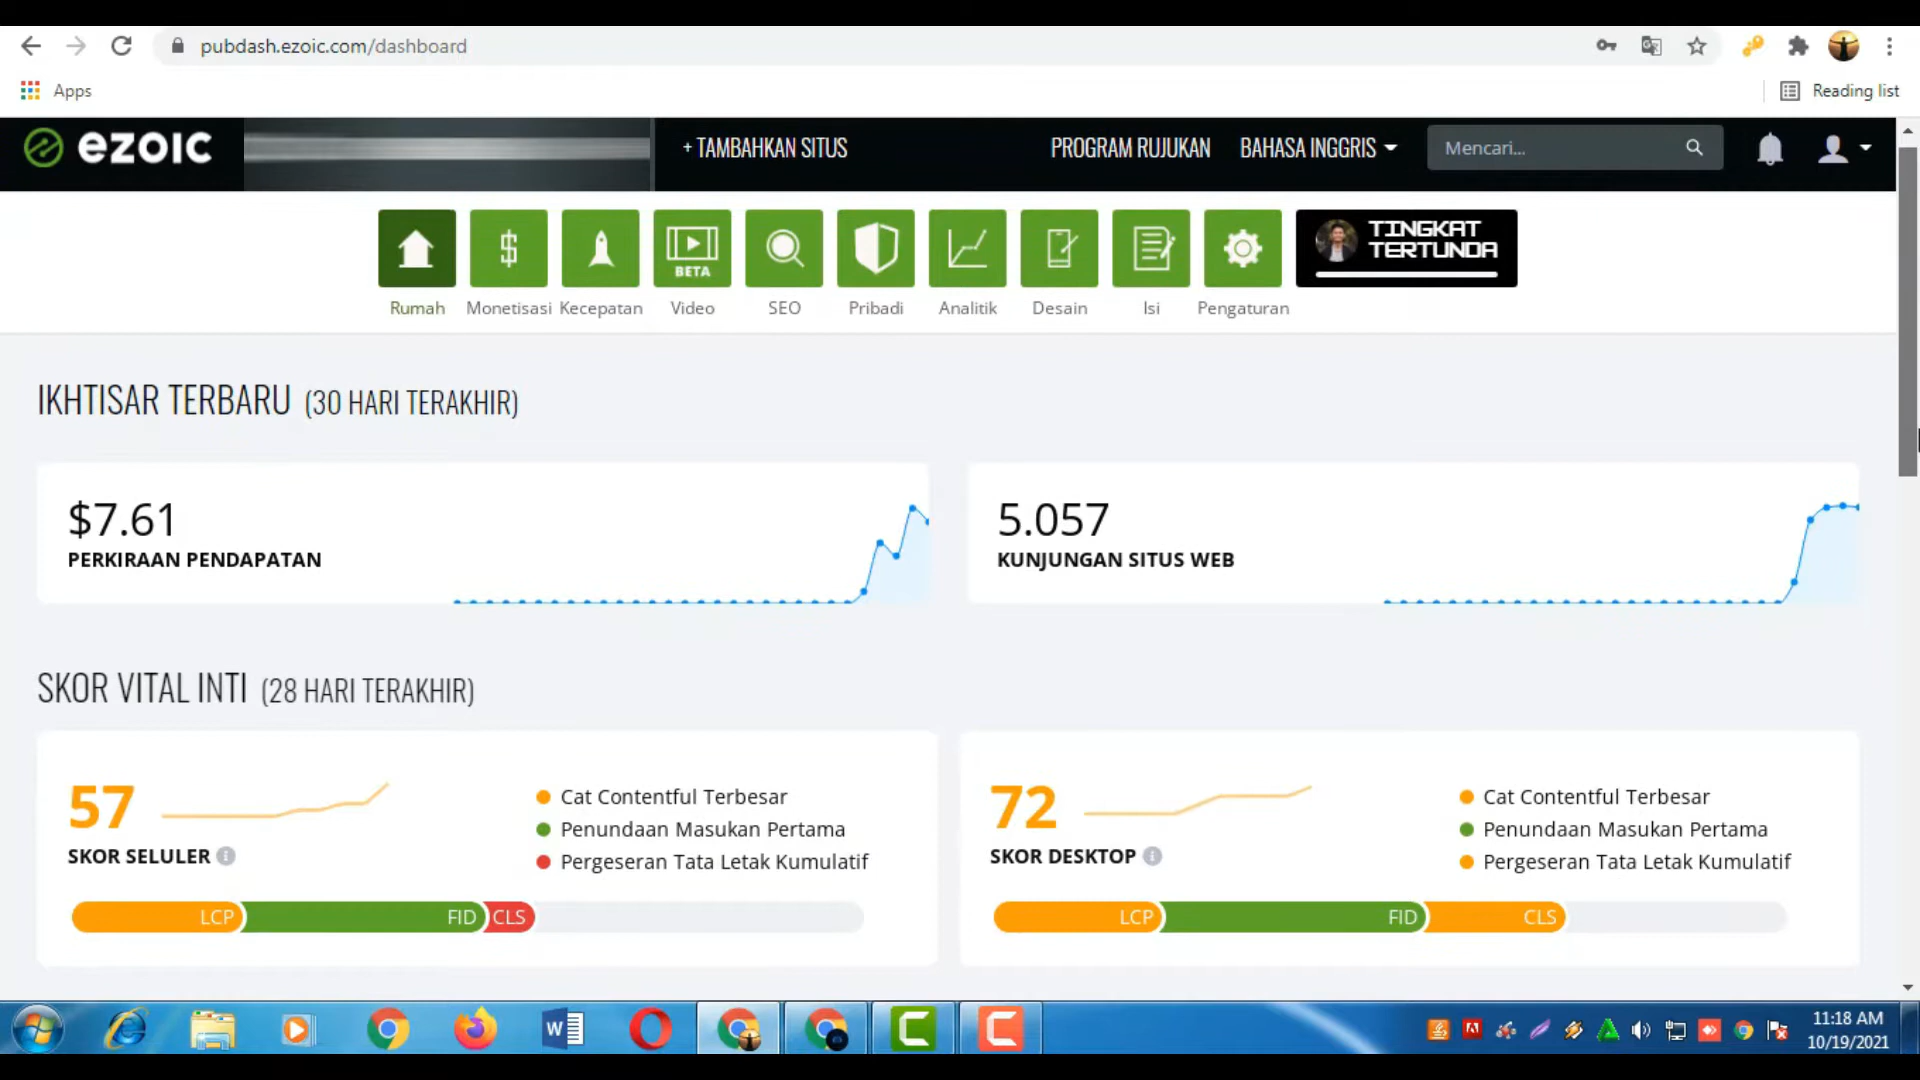 pubdash.ezoic.com/dashboard
Apps
Reading list
ezoic
+ TAMBAHKAN SITUS
PROGRAM RUJUKAN
BAHASA INGGRIS
Mencari...
BETA
TINGKAT
TERTUNDA
Rumah
Monetisasi
Kecepatan
Video
SEO
Pribadi
Analitik
Desain
Isi
Pengaturan
IKHTISAR TERBARU (30 HARI TERAKHIR)
$7.61
PERKIRAAN PENDAPATAN
5.057
KUNJUNGAN SITUS WEB
SKOR VITAL INTI (28 HARI TERAKHIR)
57
SKOR SELULER
Cat Contentful Terbesar
Penundaan Masukan Pertama
Pergeseran Tata Letak Kumulatif
LCP
FID
CLS
72
SKOR DESKTOP
Cat Contentful Terbesar
Penundaan Masukan Pertama
Pergeseran Tata Letak Kumulatif
LCP
FID
CLS
11:18 AM
10/19/2021